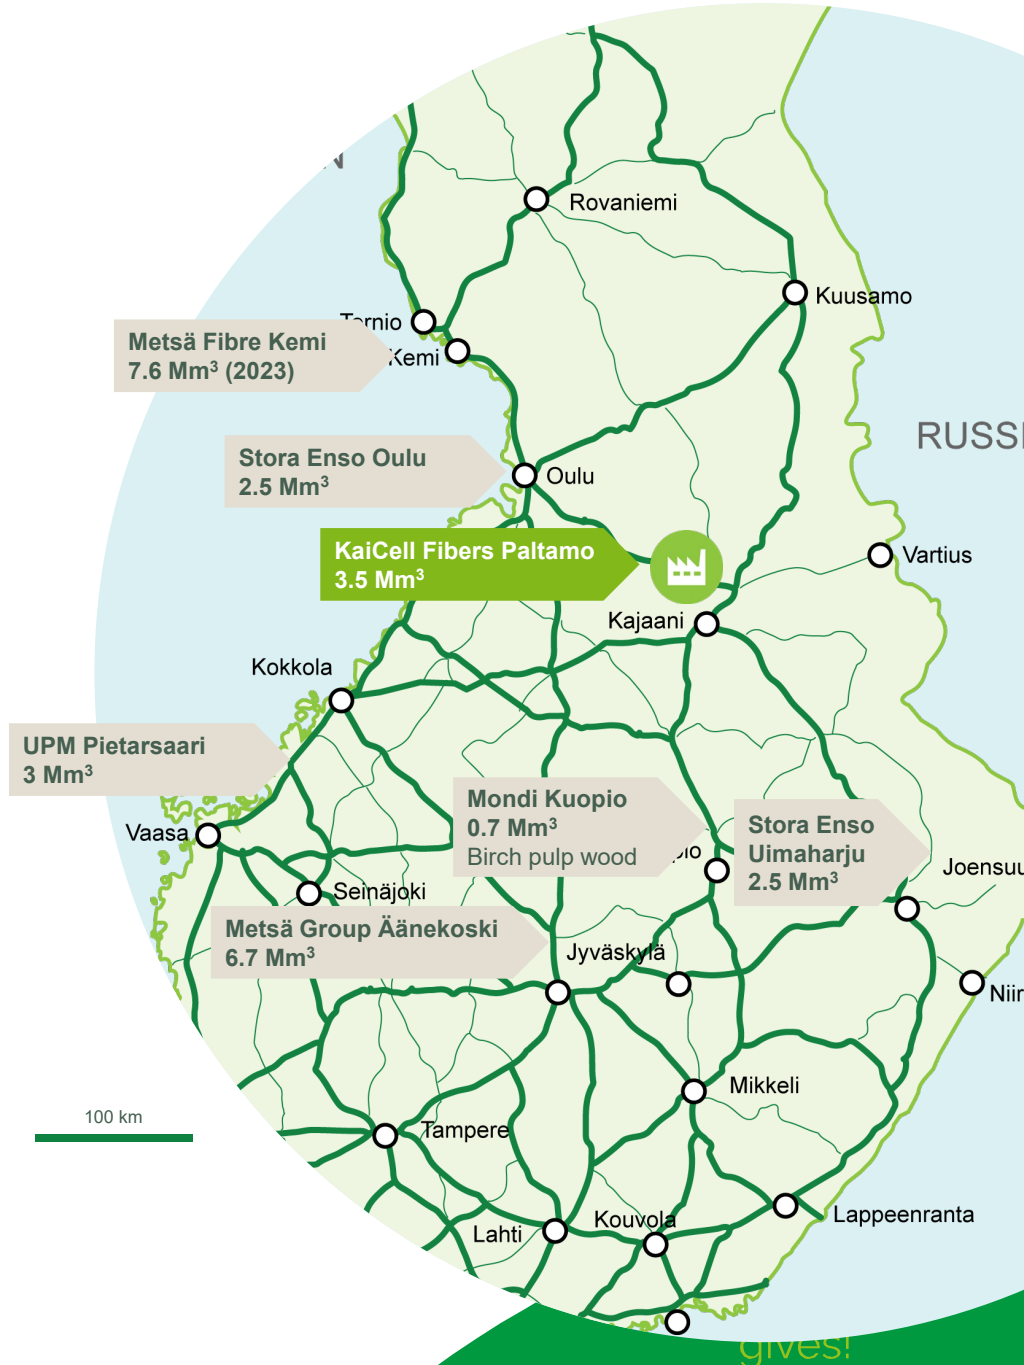 Rovaniemi
Kuusamo
Tornio
Metsä Fibre Kemi
7.6 Mm³ (2023)
Kemi
Stora Enso Oulu
2.5 Mm³
Oulu
KaiCell Fibers Paltamo
3.5 Mm³
Vartius
Kajaani
Kokkola
UPM Pietarsaari
3 Mm³
Vaasa
Mondi Kuopio
0.7 Mm³
Birch pulp wood
Stora Enso
Uimaharju
2.5 Mm³
Joensuu
Seinäjoki
Metsä Group Äänekoski
6.7 Mm³
Jyväskylä
Mikkeli
100 km
Tampere
Lappeenranta
Kouvola
Lahti
gives!